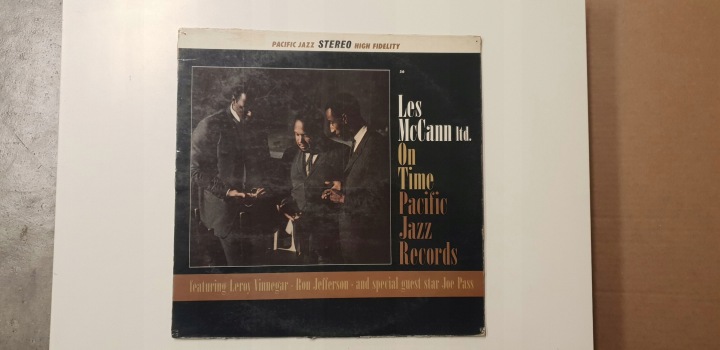 PACIFIC JAZZ STEREO HIGH FIDELITY
Les
McCann ltd.
On
Time
Pacific
Jazz
Records
featuring Leroy Vinnegar · Ron Jefferson · and special guest star Joe Pass